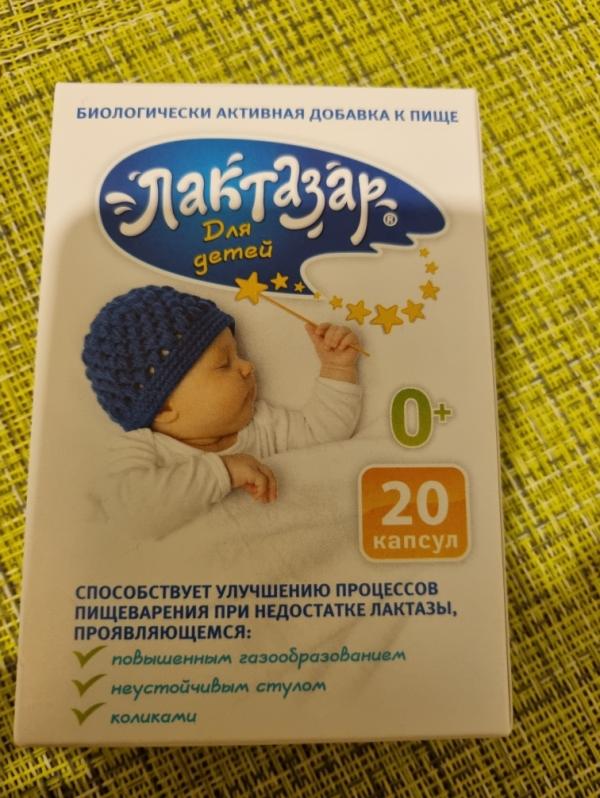 БИОЛОГИЧЕСКИ АКТИВНАЯ ДОБАВКА К ПИЩЕ
Лактазар®
Для
детей
0+
20
капсул
СПОСОБСТВУЕТ УЛУЧШЕНИЮ ПРОЦЕССОВ
ПИЩЕВАРЕНИЯ ПРИ НЕДОСТАТКЕ ЛАКТАЗЫ,
ПРОЯВЛЯЮЩЕМСЯ:
повышенным газообразованием
неустойчивым стулом
коликами